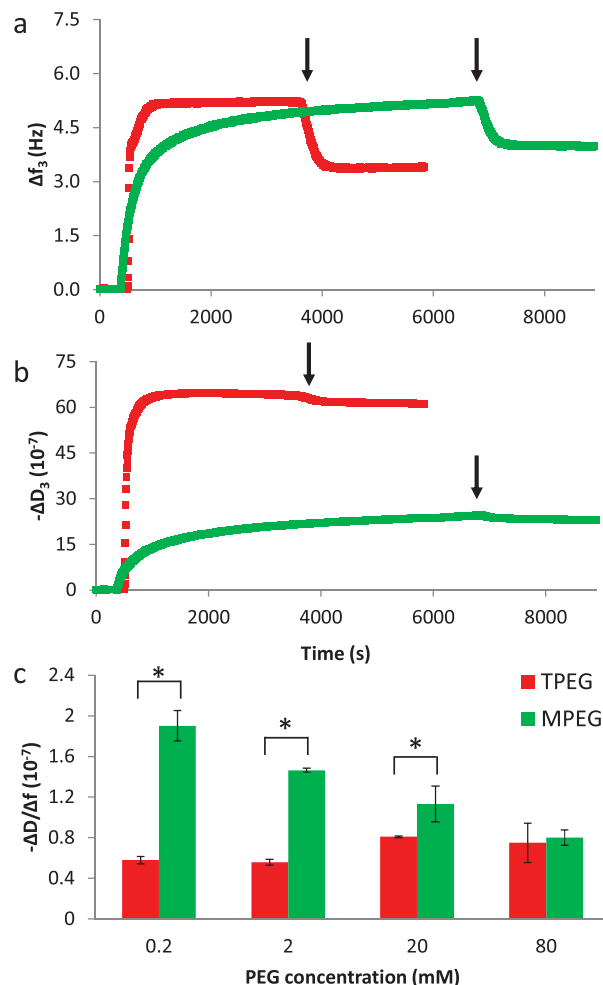 a
Δf₃ (Hz)
7.5
6.0
4.5
3.0
1.5
0.0
0 2000 4000 6000 8000
b
-ΔD₃ (10⁻⁷)
75
60
45
30
15
0
0 2000 4000 6000 8000
Time (s)
c
-ΔD/Δf (10⁻⁷)
2.4
2
1.6
1.2
0.8
0.4
0
* * *
TPEG
MPEG
0.2 2 20 80
PEG concentration (mM)